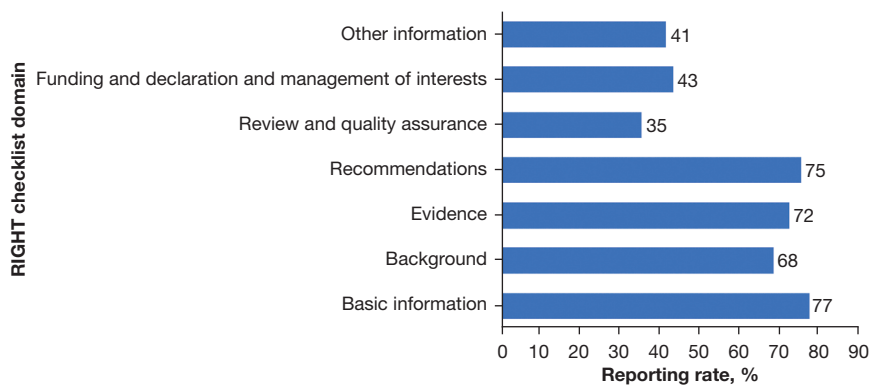 RIGHT checklist domain
Other information
41
Funding and declaration and management of interests
43
Review and quality assurance
35
Recommendations
75
Evidence
72
Background
68
Basic information
77
0 10 20 30 40 50 60 70 80 90
Reporting rate, %